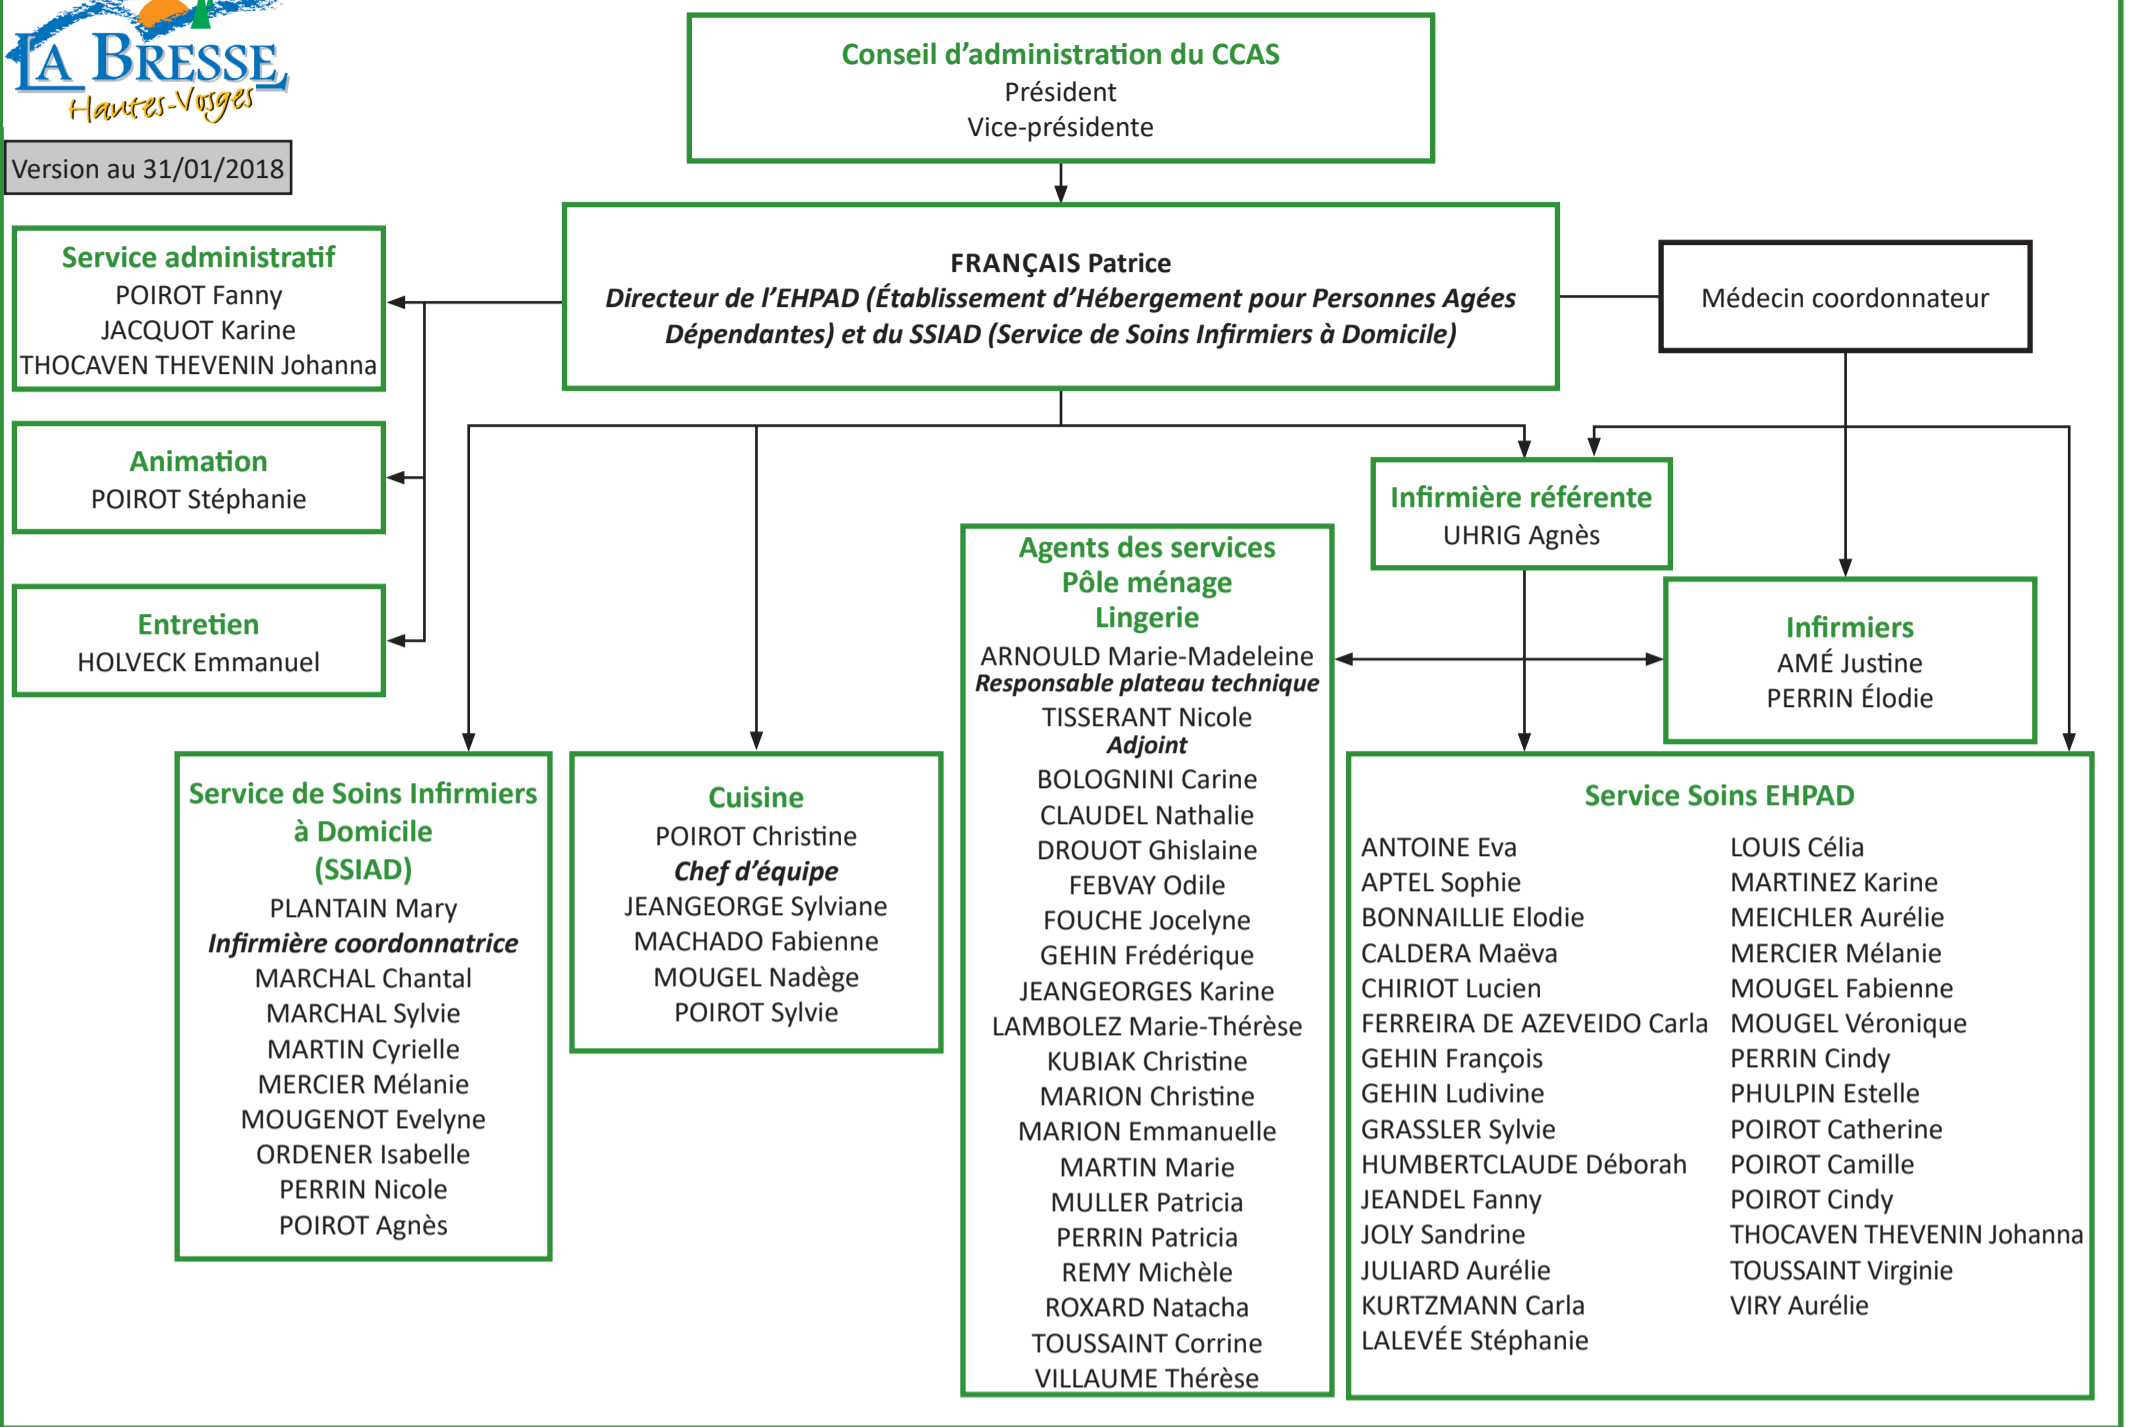 LA BRESSE
Hautes-Vosges
Version au 31/01/2018
Conseil d'administration du CCAS
Président
Vice-présidente
FRANÇAIS Patrice
Directeur de l'EHPAD (Établissement d'Hébergement pour Personnes Agées
Dépendantes) et du SSIAD (Service de Soins Infirmiers à Domicile)
Médecin coordonnateur
Service administratif
POIROT Fanny
JACQUOT Karine
THOCAVEN THEVENIN Johanna
Animation
POIROT Stéphanie
Entretien
HOLVECK Emmanuel
Service de Soins Infirmiers
à Domicile
(SSIAD)
PLANTAIN Mary
Infirmière coordonnatrice
MARCHAL Chantal
MARCHAL Sylvie
MARTIN Cyrielle
MERCIER Mélanie
MOUGENOT Evelyne
ORDENER Isabelle
PERRIN Nicole
POIROT Agnès
Cuisine
POIROT Christine
Chef d'équipe
JEANGEORGE Sylviane
MACHADO Fabienne
MOUGEL Nadège
POIROT Sylvie
Agents des services
Pôle ménage
Lingerie
ARNOULD Marie-Madeleine
Responsable plateau technique
TISSERANT Nicole
Adjoint
BOLOGNINI Carine
CLAUDEL Nathalie
DROUOT Ghislaine
FEBVAY Odile
FOUCHE Jocelyne
GEHIN Frédérique
JEANGEORGES Karine
LAMBOLEZ Marie-Thérèse
KUBIAK Christine
MARION Christine
MARION Emmanuelle
MARTIN Marie
MULLER Patricia
PERRIN Patricia
REMY Michèle
ROXARD Natacha
TOUSSAINT Corrine
VILLAUME Thérèse
Infirmière référente
UHRIG Agnès
Infirmiers
AMÉ Justine
PERRIN Élodie
Service Soins EHPAD
ANTOINE Eva
APTEL Sophie
BONNAILLIE Elodie
CALDERA Maëva
CHIRIOT Lucien
FERREIRA DE AZEVEIDO Carla
GEHIN François
GEHIN Ludivine
GRASSLER Sylvie
HUMBERTCLAUDE Déborah
JEANDEL Fanny
JOLY Sandrine
JULIARD Aurélie
KURTZMANN Carla
LALEVÉE Stéphanie
LOUIS Célia
MARTINEZ Karine
MEICHLER Aurélie
MERCIER Mélanie
MOUGEL Fabienne
MOUGEL Véronique
PERRIN Cindy
PHULPIN Estelle
POIROT Catherine
POIROT Camille
POIROT Cindy
THOCAVEN THEVENIN Johanna
TOUSSAINT Virginie
VIRY Aurélie